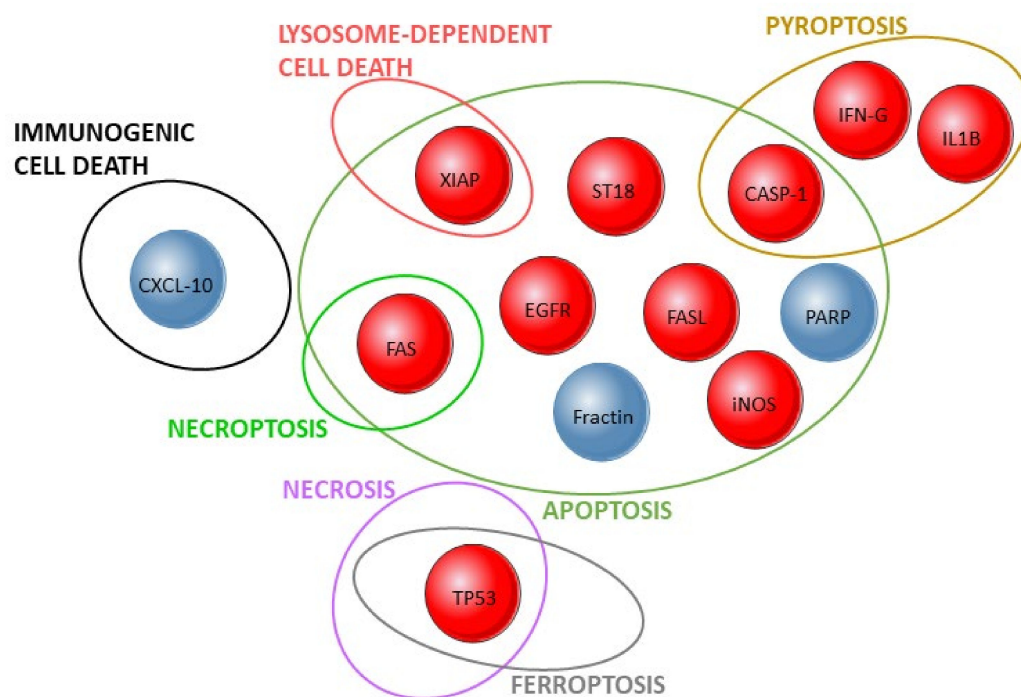 LYSOSOME-DEPENDENT
CELL DEATH
PYROPTOSIS
IMMUNOGENIC
CELL DEATH
IFN-G
IL1B
XIAP
ST18
CASP-1
CXCL-10
EGFR
FASL
PARP
FAS
iNOS
Fractin
NECROPTOSIS
NECROSIS
APOPTOSIS
TP53
FERROPTOSIS